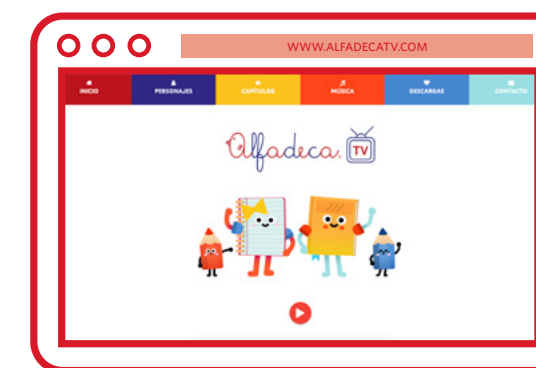 WWW.ALFADECATV.COM
INICIO PERSONAJES CAPÍTULOS MÚSICA DESCARGAS CONTACTO
Alfadeca TV